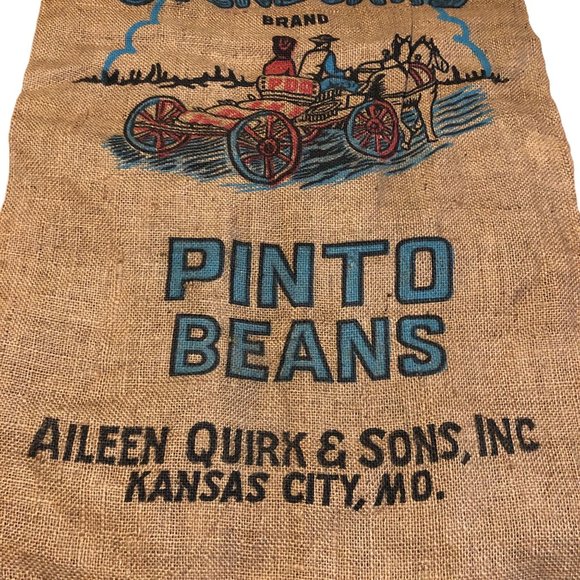 BRAND
PINTO
BEANS
AILEEN QUIRK & SONS, INC
KANSAS CITY, MO.